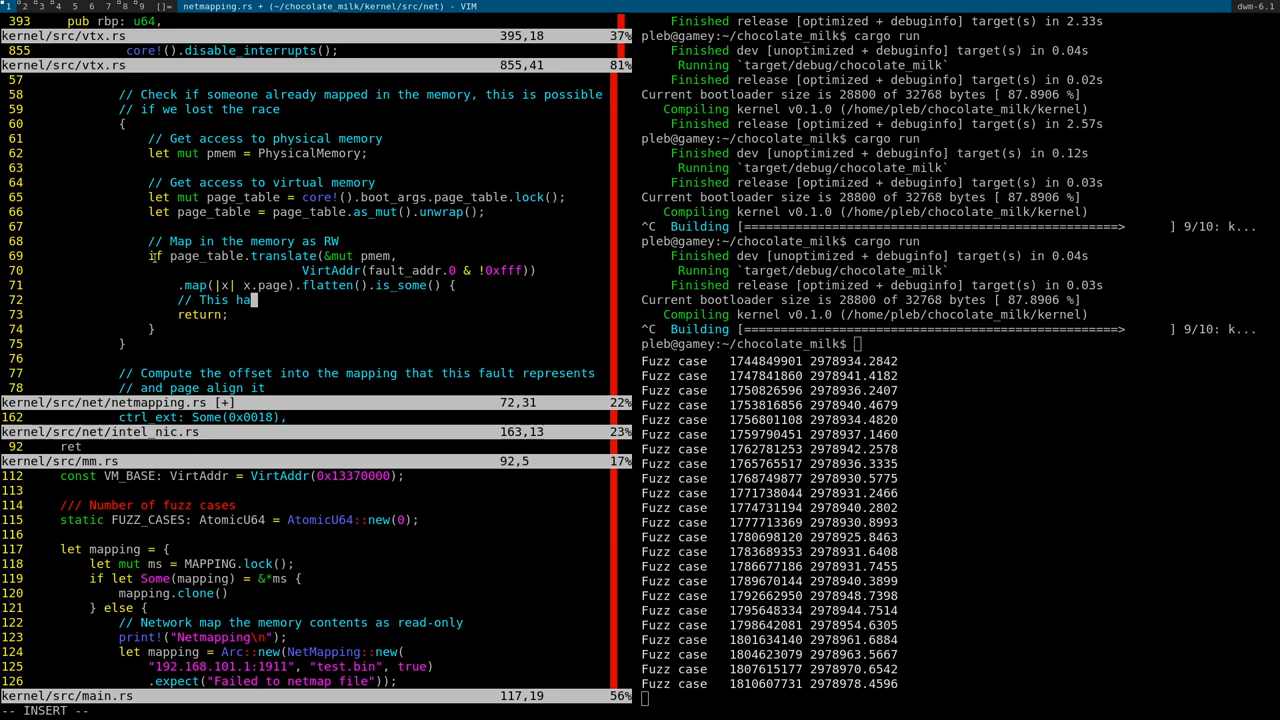 1 2 3 4 5 6 7 8 9 []= netmapping.rs + (~/chocolate_milk/kernel/src/net) - VIM dwm-6.1
393 pub rbp: u64,
kernel/src/vtx.rs 395,18 37%
855 core!().disable_interrupts();
kernel/src/vtx.rs 855,41 81%
57
58 // Check if someone already mapped in the memory, this is possible
59 // if we lost the race
60 {
61 // Get access to physical memory
62 let mut pmem = PhysicalMemory;
63
64 // Get access to virtual memory
65 let mut page_table = core!().boot_args.page_table.lock();
66 let page_table = page_table.as_mut().unwrap();
67
68 // Map in the memory as RW
69 if page_table.translate(&mut pmem,
70 VirtAddr(fault_addr.0 & !0xfff))
71 .map(|x| x.page).flatten().is_some() {
72 // This ha
73 return;
74 }
75 }
76
77 // Compute the offset into the mapping that this fault represents
78 // and page align it
kernel/src/net/netmapping.rs [+] 72,31 22%
162 ctrl_ext: Some(0x0018),
kernel/src/net/intel_nic.rs 163,13 23%
92 ret
kernel/src/mm.rs 92,5 17%
112 const VM_BASE: VirtAddr = VirtAddr(0x13370000);
113
114 /// Number of fuzz cases
115 static FUZZ_CASES: AtomicU64 = AtomicU64::new(0);
116
117 let mapping = {
118 let mut ms = MAPPING.lock();
119 if let Some(mapping) = &*ms {
120 mapping.clone()
121 } else {
122 // Network map the memory contents as read-only
123 print!("Netmapping\n");
124 let mapping = Arc::new(NetMapping::new(
125 "192.168.101.1:1911", "test.bin", true)
126 .expect("Failed to netmap file"));
kernel/src/main.rs 117,19 56%
-- INSERT --
Finished release [optimized + debuginfo] target(s) in 2.33s
pleb@gamey:~/chocolate_milk$ cargo run
Finished dev [unoptimized + debuginfo] target(s) in 0.04s
Running `target/debug/chocolate_milk`
Finished release [optimized + debuginfo] target(s) in 0.02s
Current bootloader size is 28800 of 32768 bytes [ 87.8906 %]
Compiling kernel v0.1.0 (/home/pleb/chocolate_milk/kernel)
Finished release [optimized + debuginfo] target(s) in 2.57s
pleb@gamey:~/chocolate_milk$ cargo run
Finished dev [unoptimized + debuginfo] target(s) in 0.12s
Running `target/debug/chocolate_milk`
Finished release [optimized + debuginfo] target(s) in 0.03s
Current bootloader size is 28800 of 32768 bytes [ 87.8906 %]
Compiling kernel v0.1.0 (/home/pleb/chocolate_milk/kernel)
^C Building [===================================================> ] 9/10: k...
pleb@gamey:~/chocolate_milk$ cargo run
Finished dev [unoptimized + debuginfo] target(s) in 0.04s
Running `target/debug/chocolate_milk`
Finished release [optimized + debuginfo] target(s) in 0.03s
Current bootloader size is 28800 of 32768 bytes [ 87.8906 %]
Compiling kernel v0.1.0 (/home/pleb/chocolate_milk/kernel)
^C Building [===================================================> ] 9/10: k...
pleb@gamey:~/chocolate_milk$
Fuzz case 1744849901 2978934.2842
Fuzz case 1747841860 2978941.4182
Fuzz case 1750826596 2978936.2407
Fuzz case 1753816856 2978940.4679
Fuzz case 1756801108 2978934.4820
Fuzz case 1759790451 2978937.1460
Fuzz case 1762781253 2978942.2578
Fuzz case 1765765517 2978936.3335
Fuzz case 1768749877 2978930.5775
Fuzz case 1771738044 2978931.2466
Fuzz case 1774731194 2978940.2802
Fuzz case 1777713369 2978930.8993
Fuzz case 1780698120 2978925.8463
Fuzz case 1783689353 2978931.6408
Fuzz case 1786677186 2978931.7455
Fuzz case 1789670144 2978940.3899
Fuzz case 1792662950 2978948.7398
Fuzz case 1795648334 2978944.7514
Fuzz case 1798642081 2978954.6305
Fuzz case 1801634140 2978961.6884
Fuzz case 1804623079 2978963.5667
Fuzz case 1807615177 2978970.6542
Fuzz case 1810607731 2978978.4596